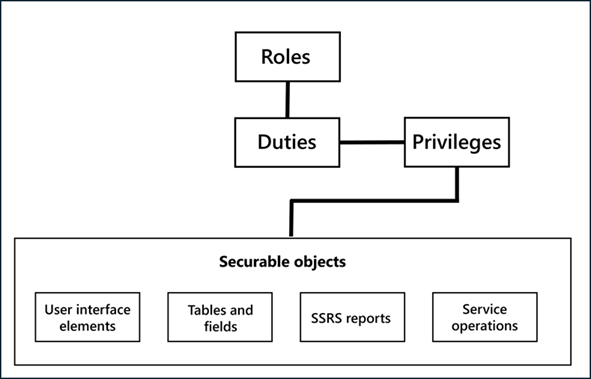 Roles
Duties
Privileges
Securable objects
User interface
elements
Tables and
fields
SSRS reports
Service
operations